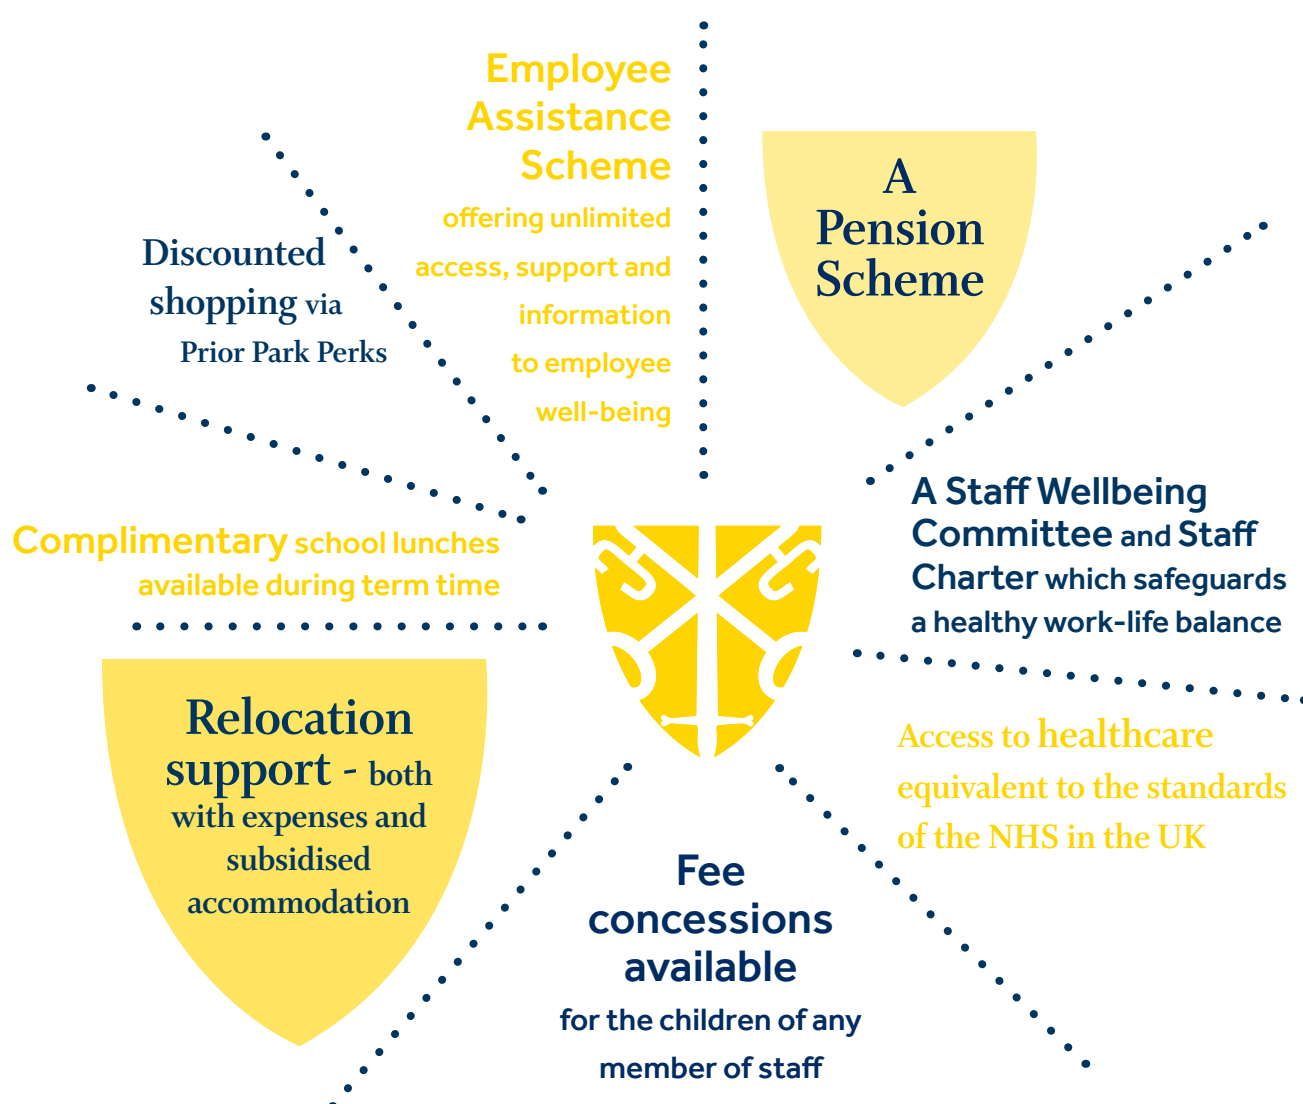 Employee
Assistance
Scheme
offering unlimited
access, support and
information
to employee
well-being
A
Pension
Scheme
Discounted
shopping via
Prior Park Perks
A Staff Wellbeing
Committee and Staff
Charter which safeguards
a healthy work-life balance
Complimentary school lunches
available during term time
Relocation
support - both
with expenses and
subsidised
accommodation
Access to healthcare
equivalent to the standards
of the NHS in the UK
Fee
concessions
available
for the children of any
member of staff